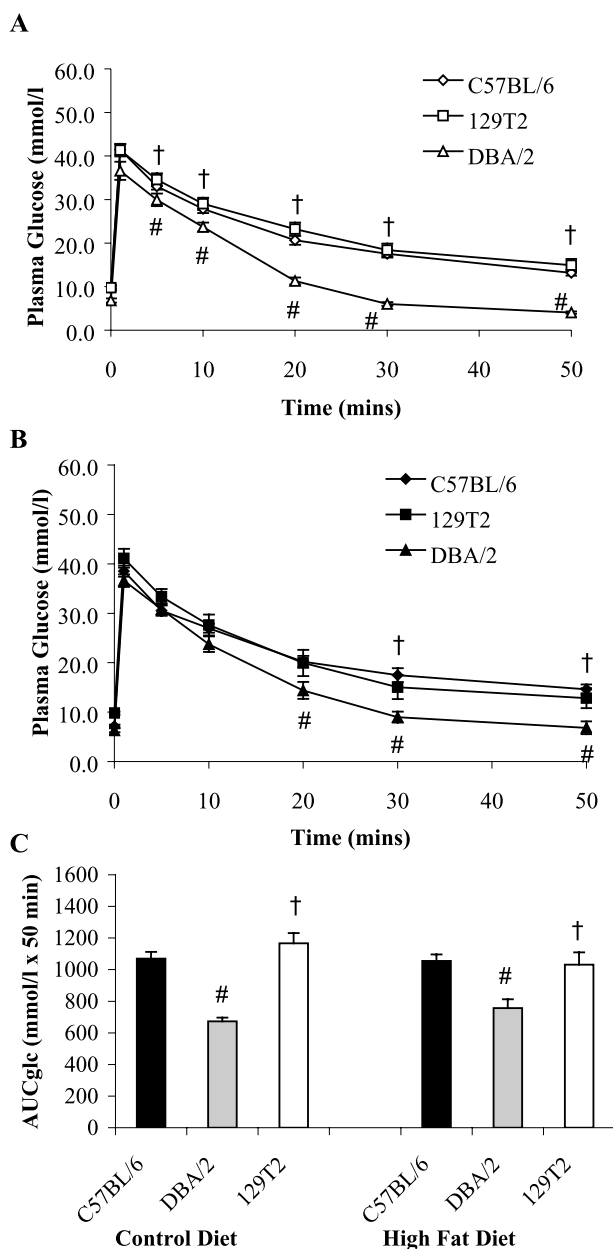 A
60.0
50.0
40.0
30.0
20.0
10.0
0.0
Plasma Glucose (mmol/l
C57BL/6
129T2
DBA/2
† † † † †
# # # # #
0 10 20 30 40 50
Time (mins)
B
60.0
50.0
40.0
30.0
20.0
10.0
0.0
Plasma Glucose (mmol/l)
C57BL/6
129T2
DBA/2
† †
# # #
0 10 20 30 40 50
Time (mins)
C
1600
1400
1200
1000
800
600
400
200
0
AUCglc (mmol/l x 50 min)
# † # †
C57BL/6 DBA/2 129T2 C57BL/6 DBA/2 129T2
Control Diet High Fat Diet